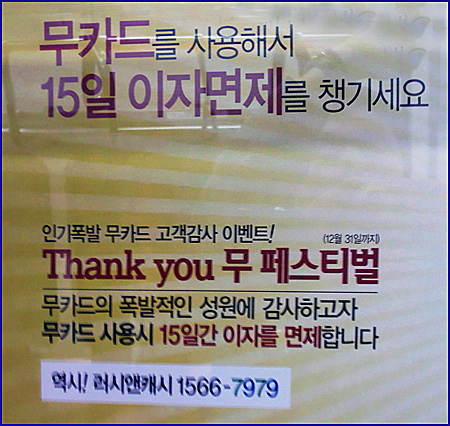 무카드를 사용해서
15일 이자면제를 챙기세요
인기폭발 무카드 고객감사 이벤트!
(12월 31일까지)
Thank you 무 페스티벌
무카드의 폭발적인 성원에 감사하고자
무카드 사용시 15일간 이자를 면제합니다
역시! 러시앤캐시 1566-7979